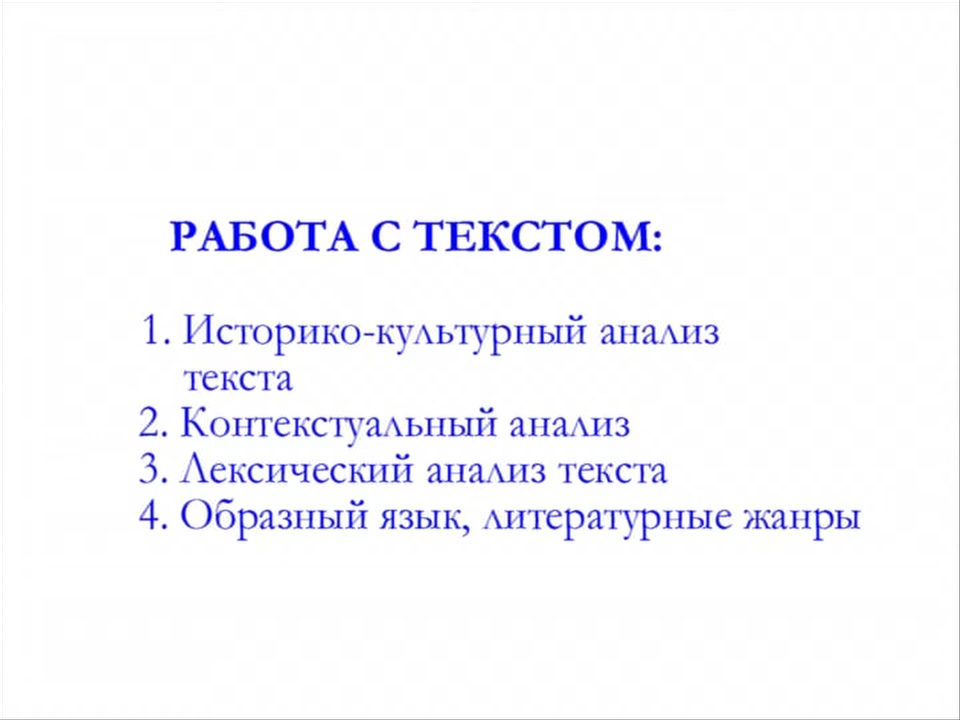 РАБОТА С ТЕКСТОМ:
1. Историко-культурный анализ
текста
2. Контекстуальный анализ
3. Лексический анализ текста
4. Образный язык, литературные жанры